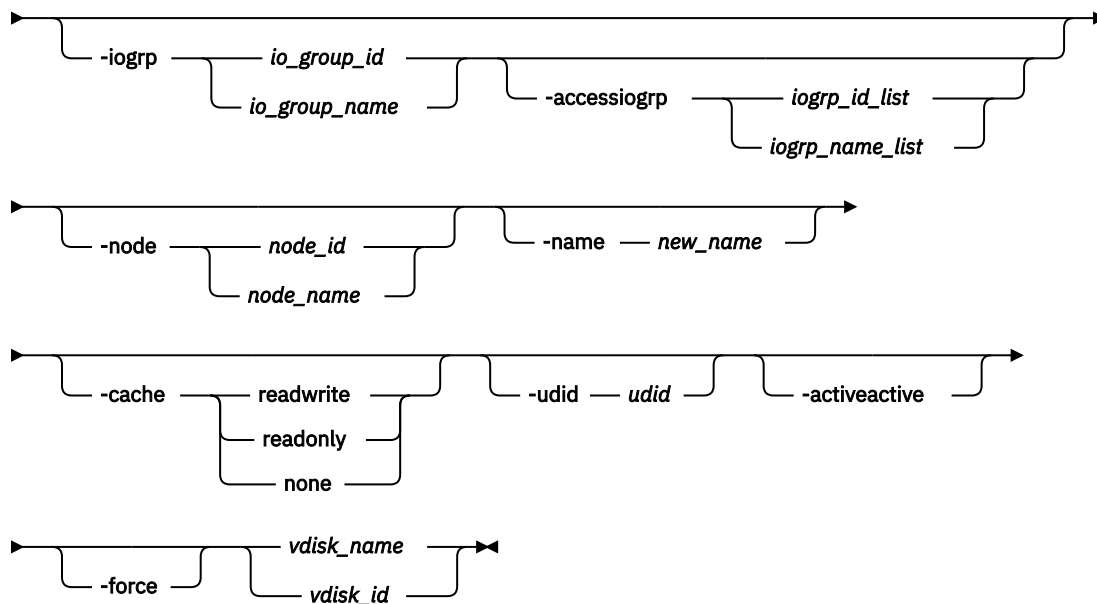 -iogrp io_group_id
io_group_name
-accessiogrp iogrp_id_list
iogrp_name_list
-node node_id
node_name
-name new_name
-cache readwrite
readonly
none
-udid udid
-activeactive
-force vdisk_name
vdisk_id